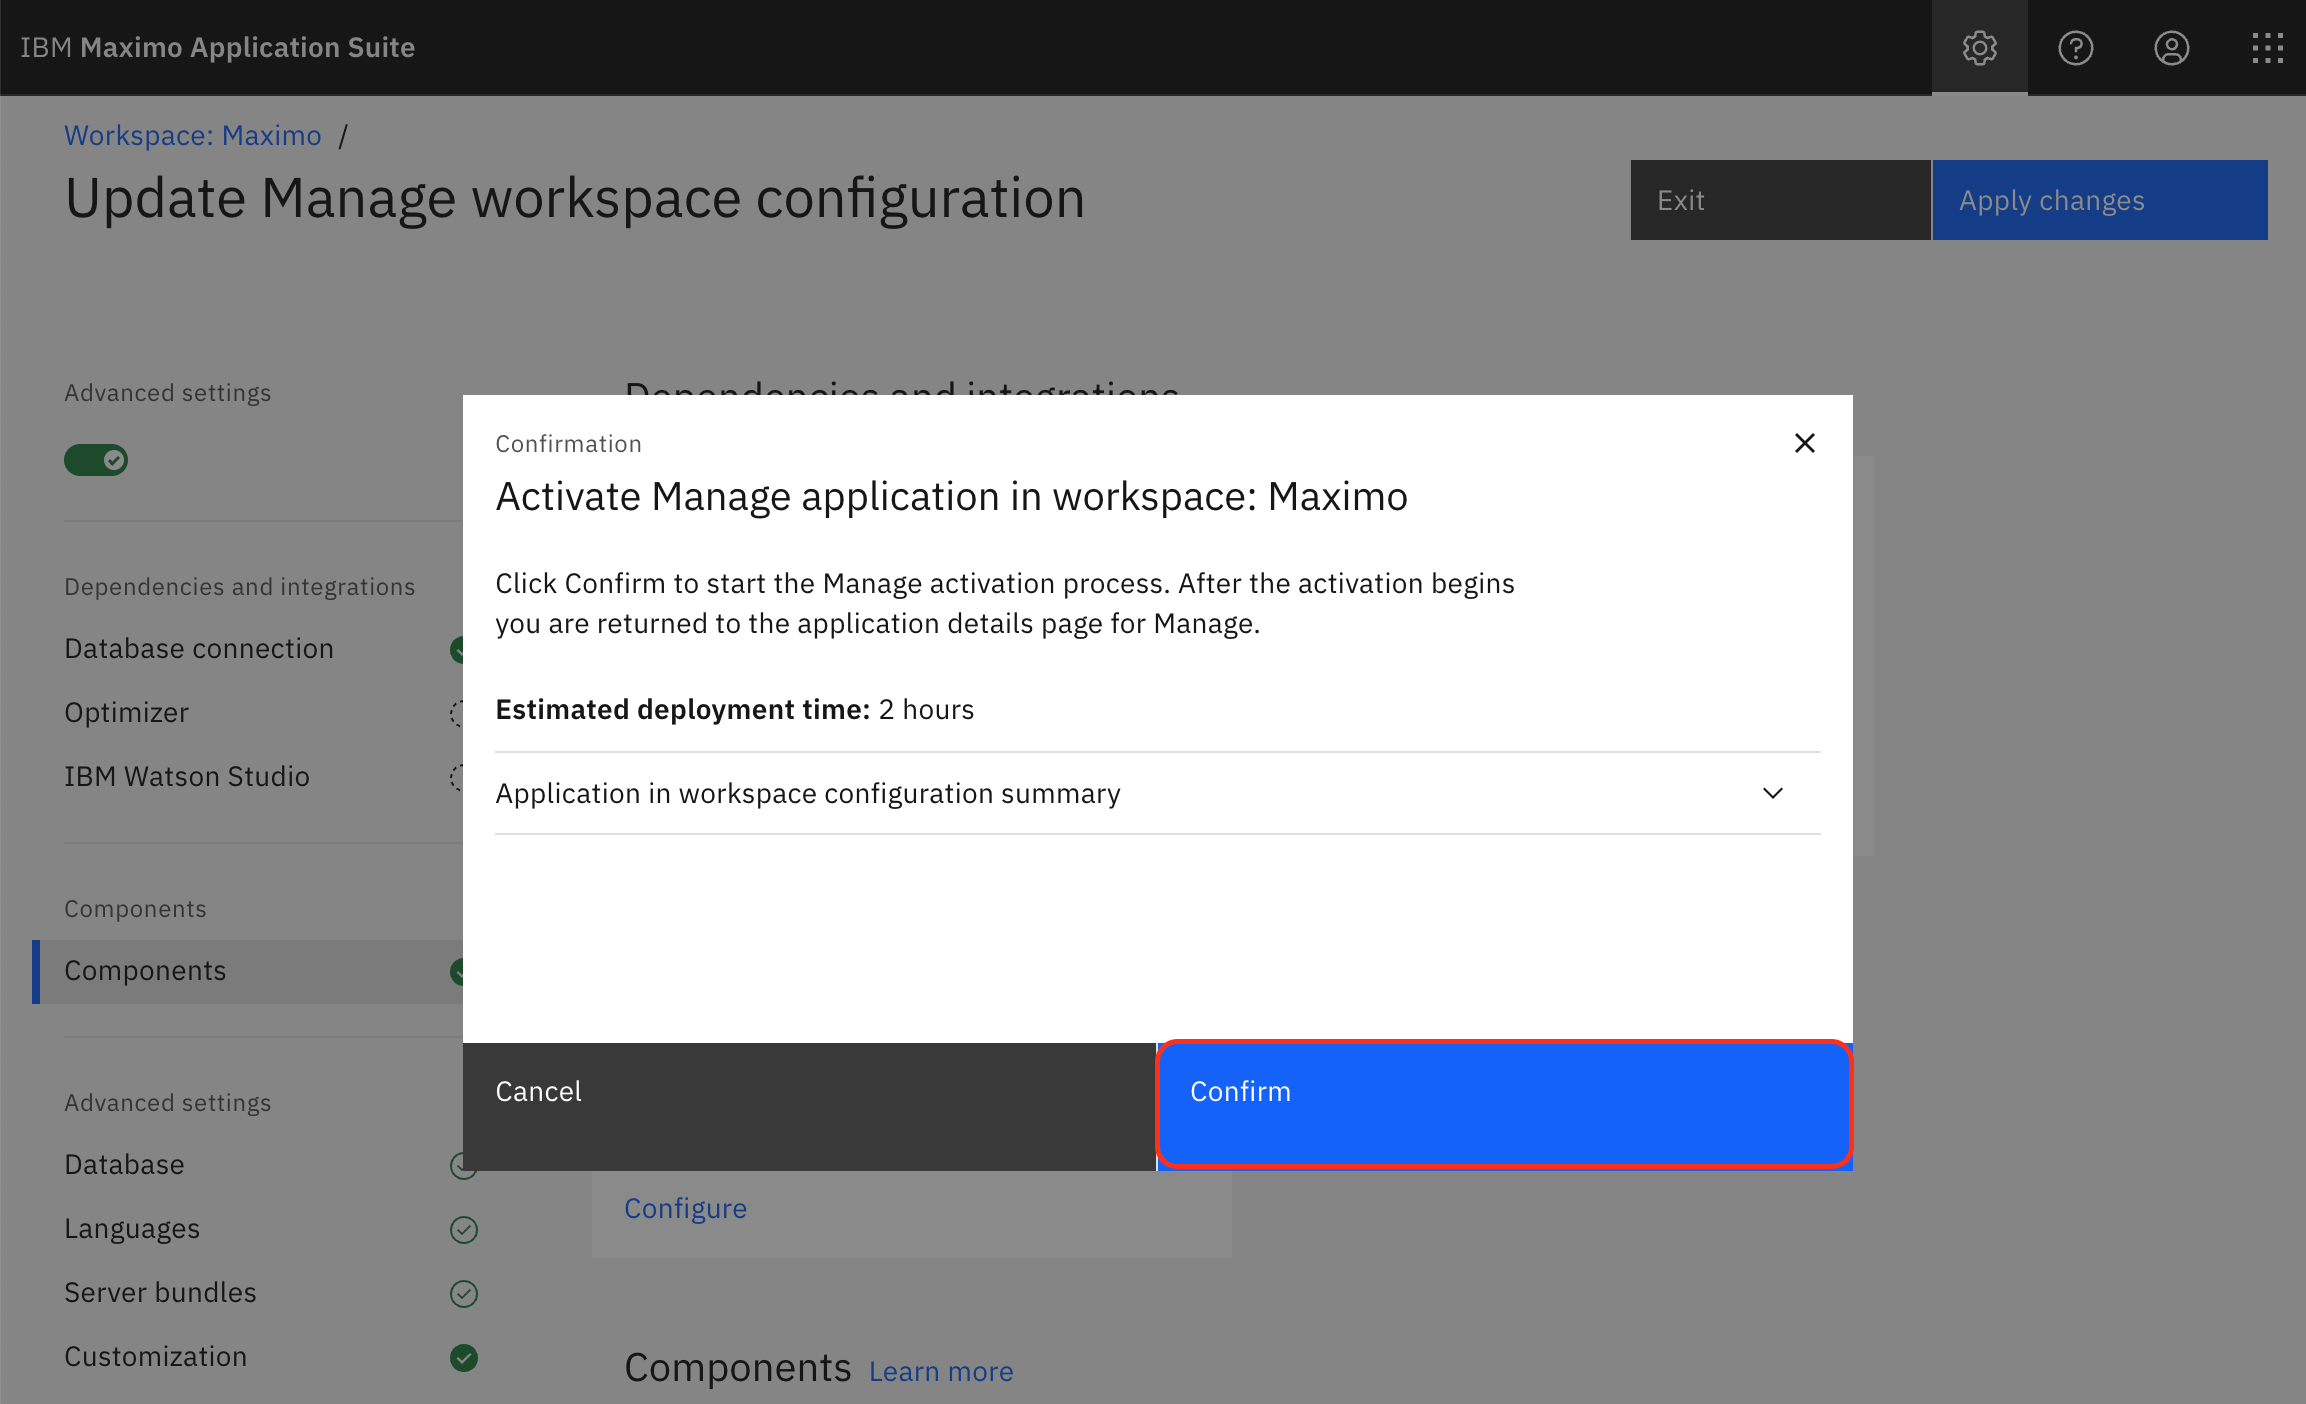 IBM Maximo Application Suite
Workspace: Maximo /
Update Manage workspace configuration
Exit
Apply changes
Advanced settings
Dependencies and integrations
Database connection
Optimizer
IBM Watson Studio
Components
Components
Advanced settings
Database
Languages
Server bundles
Customization
Dependencies and integrations
Confirmation
Activate Manage application in workspace: Maximo
Click Confirm to start the Manage activation process. After the activation begins
you are returned to the application details page for Manage.
Estimated deployment time: 2 hours
Application in workspace configuration summary
Cancel
Confirm
Configure
Components Learn more